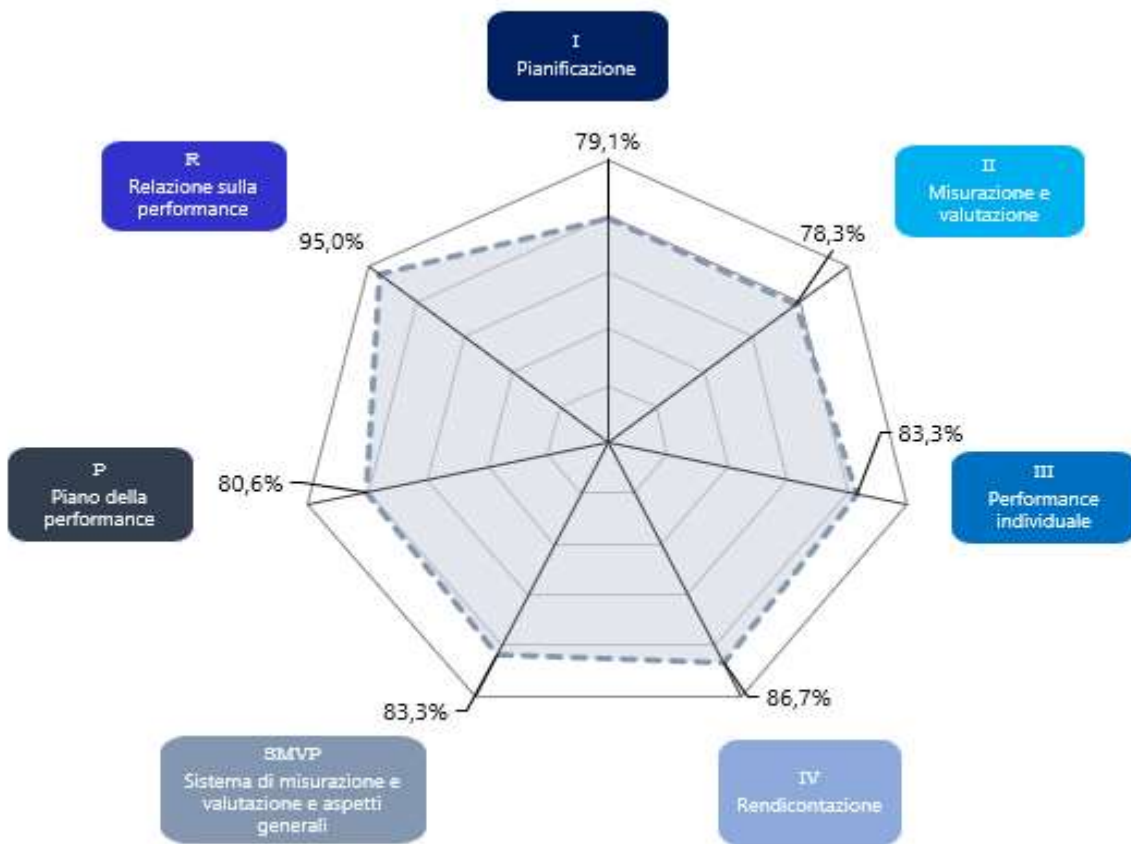 I
Pianificazione
79,1%
II
Misurazione e
valutazione
78,3%
III
Performance
individuale
83,3%
IV
Rendicontazione
86,7%
SMVP
Sistema di misurazione e
valutazione e aspetti
generali
83,3%
P
Piano della
performance
80,6%
R
Relazione sulla
performance
95,0%